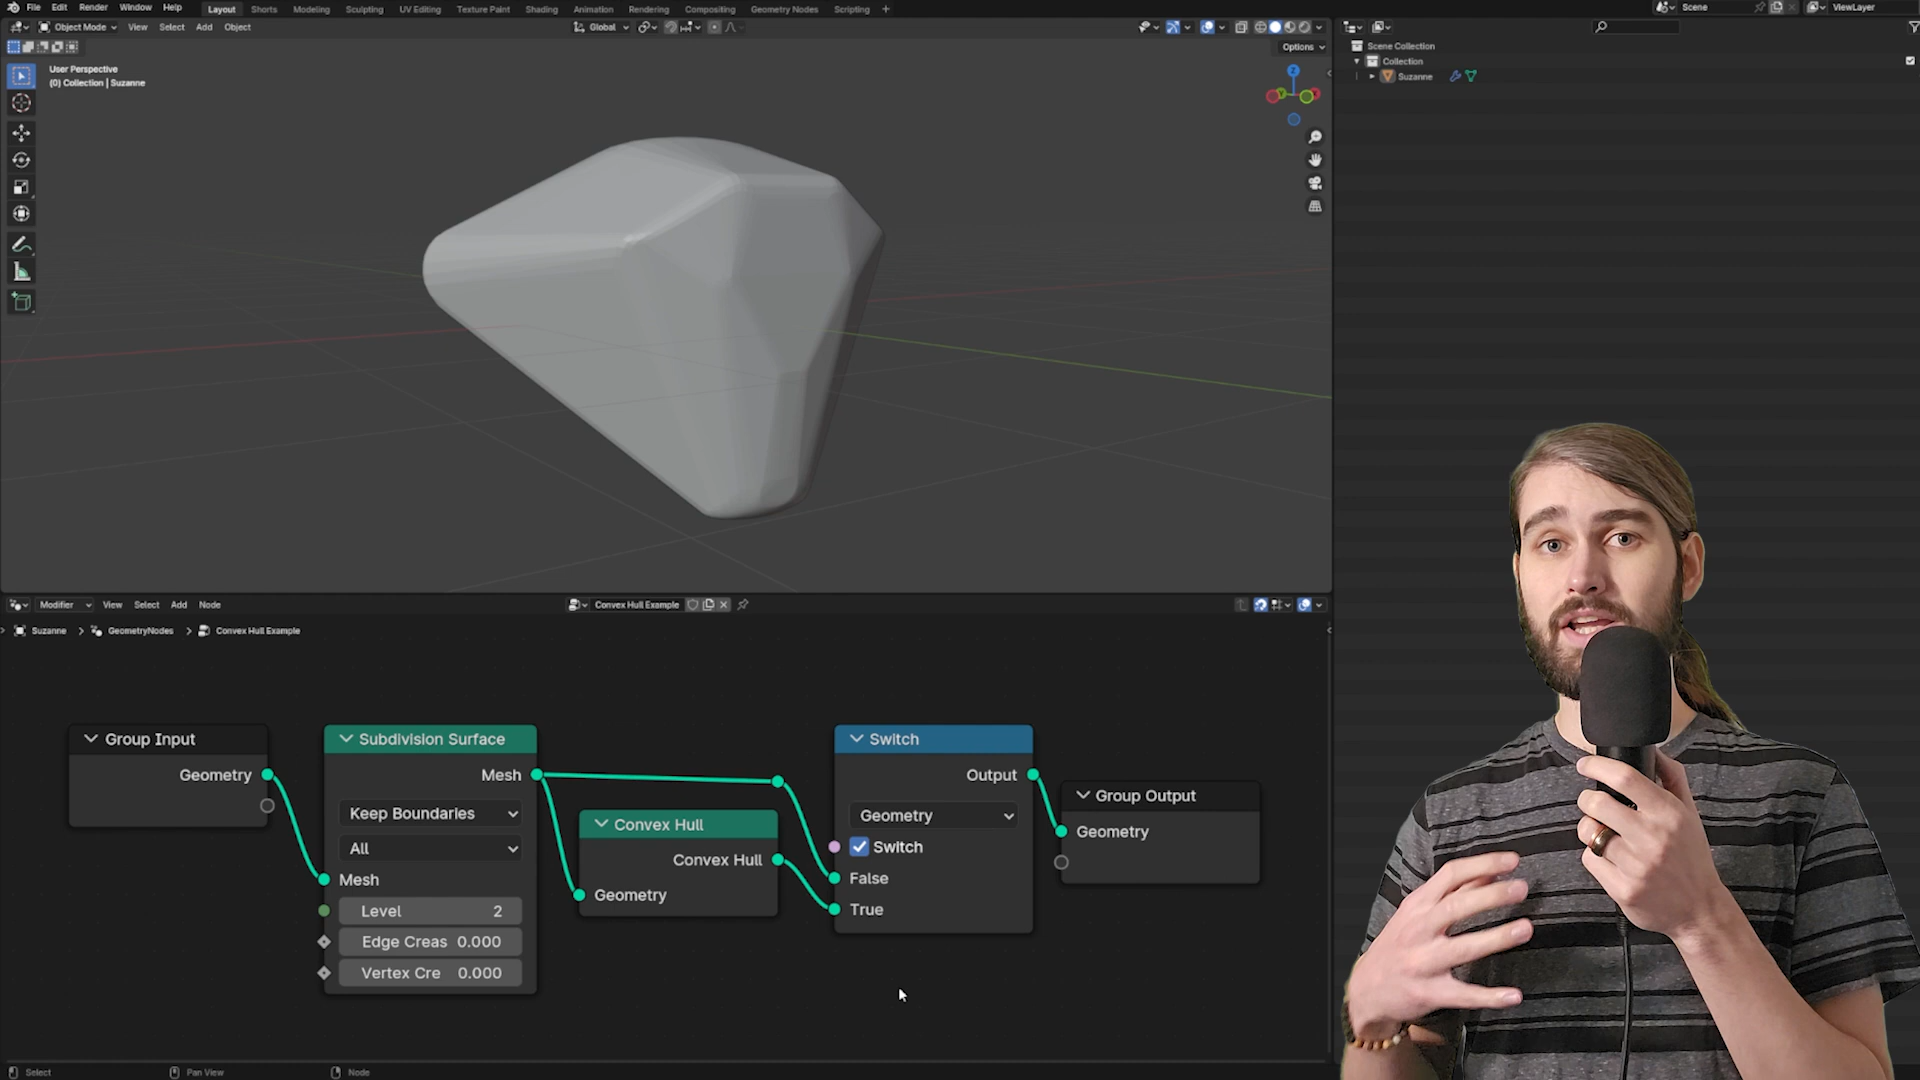 File Edit Render Window Help Layout Shorts Modeling Sculpting UV Editing Texture Paint Shading Animation Rendering Compositing Geometry Nodes Scripting + Scene ViewLayer
Object Mode View Select Add Object Global
Options
User Perspective
(0) Collection | Suzanne
Z
Y
X
Scene Collection
Collection
Suzanne
Modifier View Select Add Node Convex Hull Example
Suzanne GeometryNodes Convex Hull Example
Group Input
Geometry
Subdivision Surface
Mesh
Keep Boundaries
All
Mesh
Level 2
Edge Creas 0.000
Vertex Cre 0.000
Convex Hull
Convex Hull
Geometry
Switch
Output
Geometry
Switch
False
True
Group Output
Geometry
Select Pan View Node